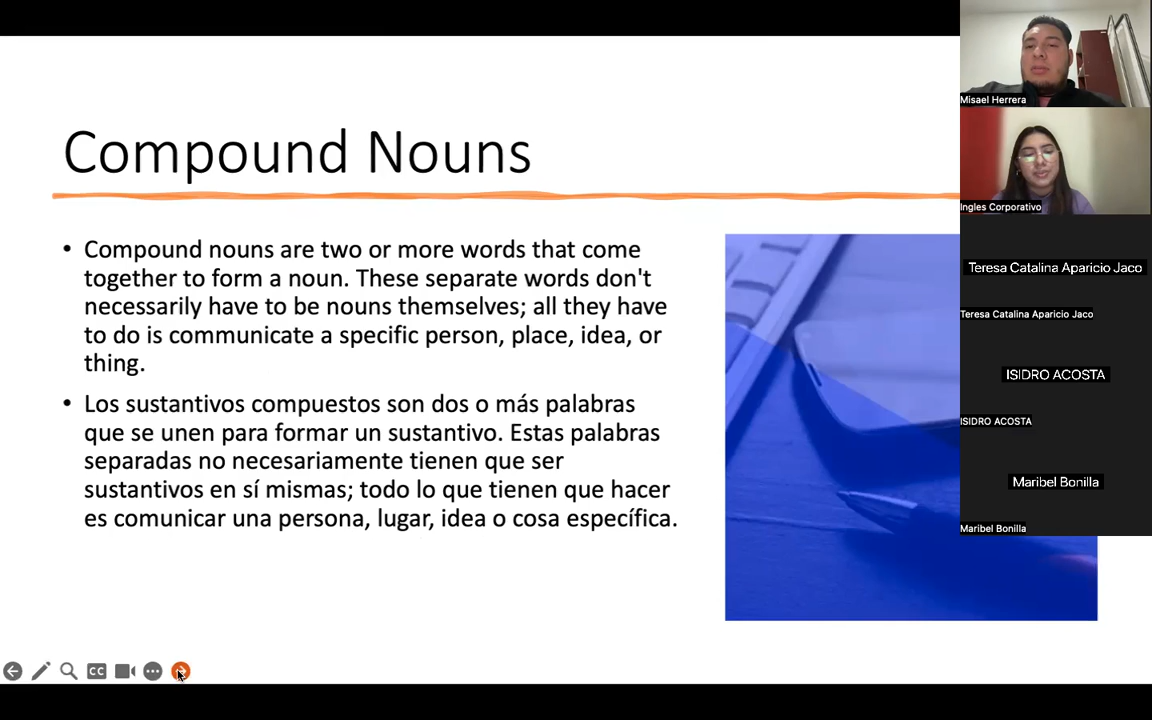 Compound Nouns
• Compound nouns are two or more words that come
together to form a noun. These separate words don't
necessarily have to be nouns themselves; all they have
to do is communicate a specific person, place, idea, or
thing.
• Los sustantivos compuestos son dos o más palabras
que se unen para formar un sustantivo. Estas palabras
separadas no necesariamente tienen que ser
sustantivos en sí mismas; todo lo que tienen que hacer
es comunicar una persona, lugar, idea o cosa específica.
Misael Herrera
Ingles Corporativo
Teresa Catalina Aparicio Jaco
Teresa Catalina Aparicio Jaco
ISIDRO ACOSTA
ISIDRO ACOSTA
Maribel Bonilla
Maribel Bonilla
CC